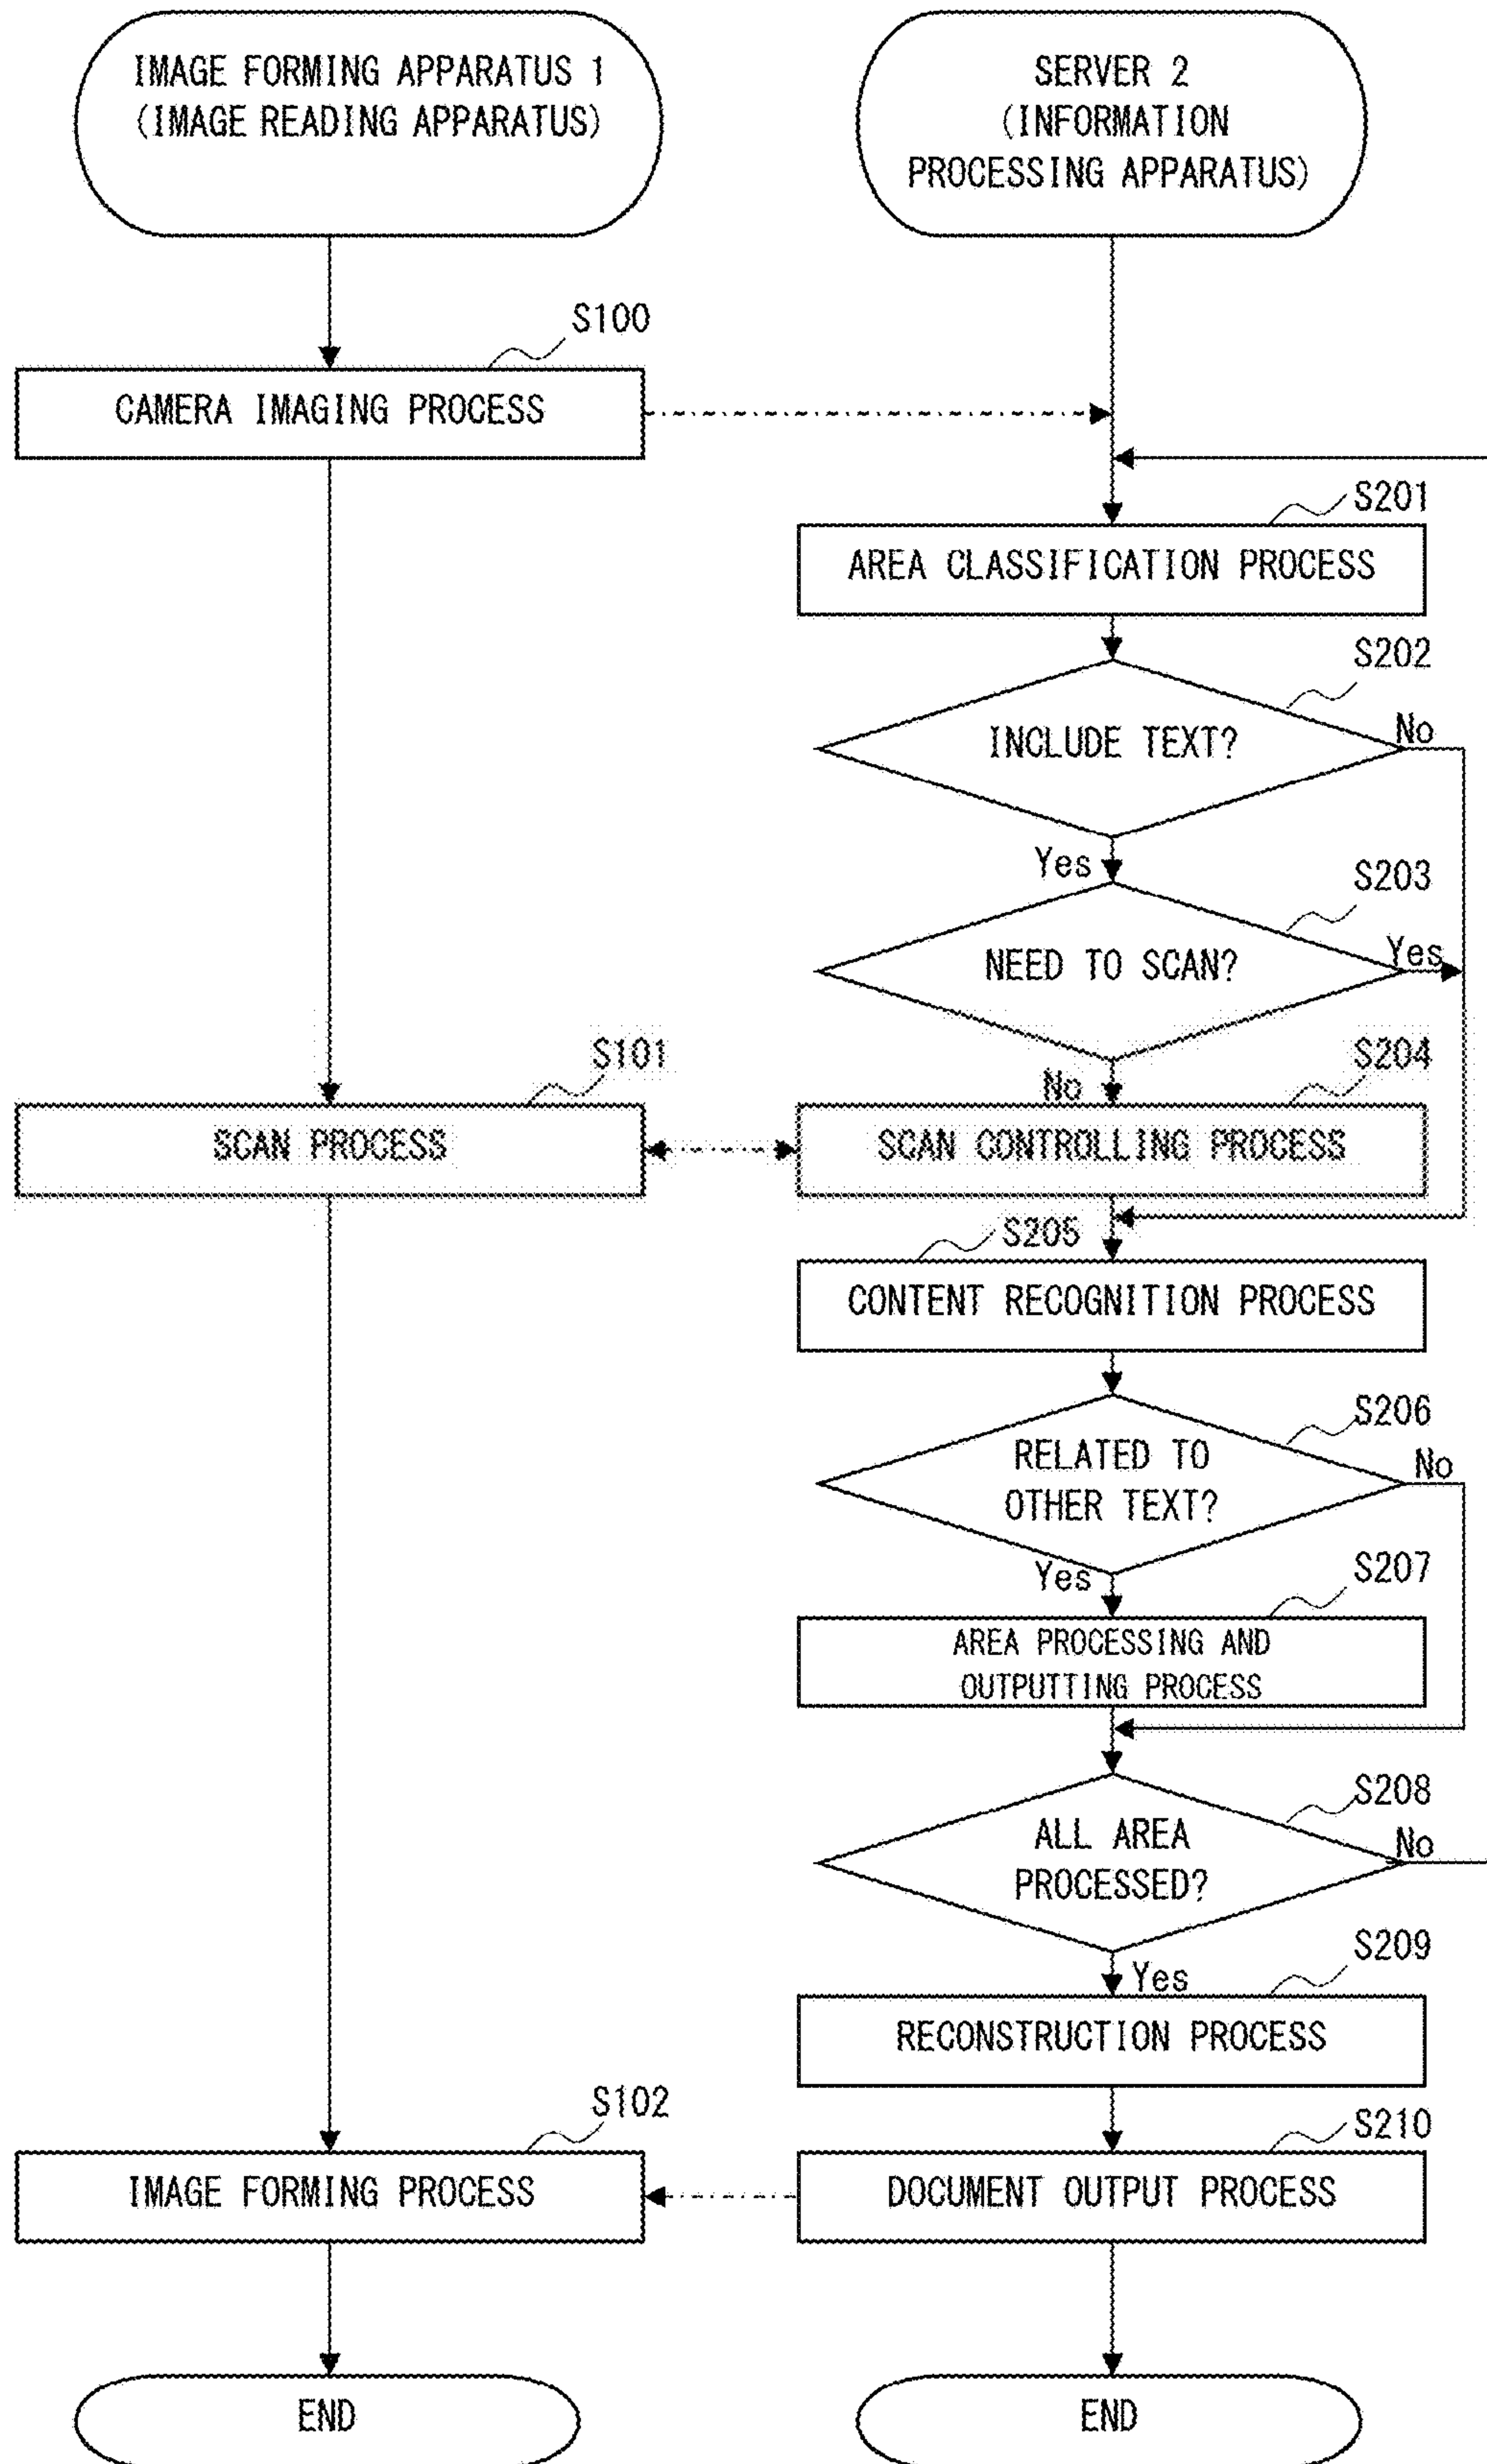 IMAGE FORMING APPARATUS 1
(IMAGE READING APPARATUS)
SERVER 2
(INFORMATION
PROCESSING APPARATUS)
S100
CAMERA IMAGING PROCESS
S201
AREA CLASSIFICATION PROCESS
S202
INCLUDE TEXT?
No
Yes
S203
NEED TO SCAN?
Yes
No
S101
SCAN PROCESS
S204
SCAN CONTROLLING PROCESS
S205
CONTENT RECOGNITION PROCESS
S206
RELATED TO
OTHER TEXT?
No
Yes
S207
AREA PROCESSING AND
OUTPUTTING PROCESS
S208
ALL AREA
PROCESSED?
No
Yes
S209
RECONSTRUCTION PROCESS
S102
IMAGE FORMING PROCESS
S210
DOCUMENT OUTPUT PROCESS
END
END